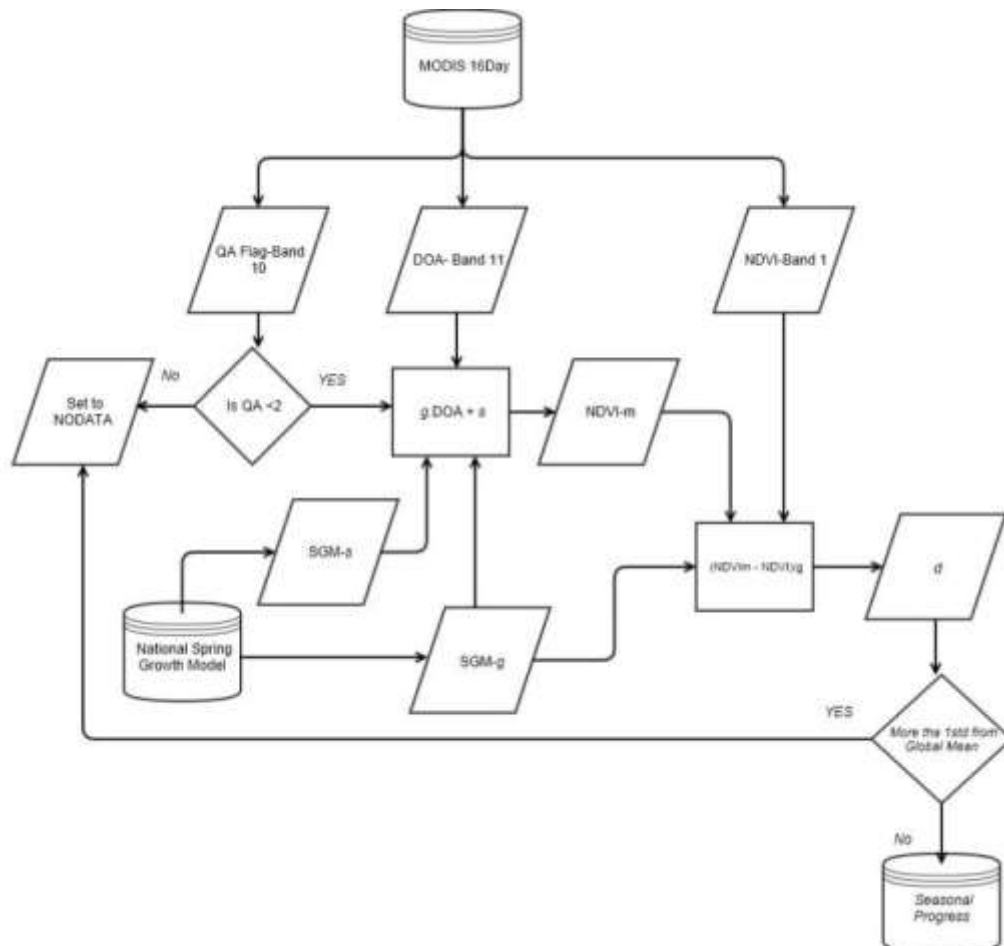 MODIS 16Day
QA Flag-Band
10
DOA- Band 11
NDVI-Band 1
No
YES
Set to
NODATA
Is QA <2
g.DOA + a
NDVI-m
SGM-a
(NDVIm - NDVI)/g
d
National Spring
Growth Model
SGM-g
YES
More the 1std from
Global Mean
No
Seasonal
Progress